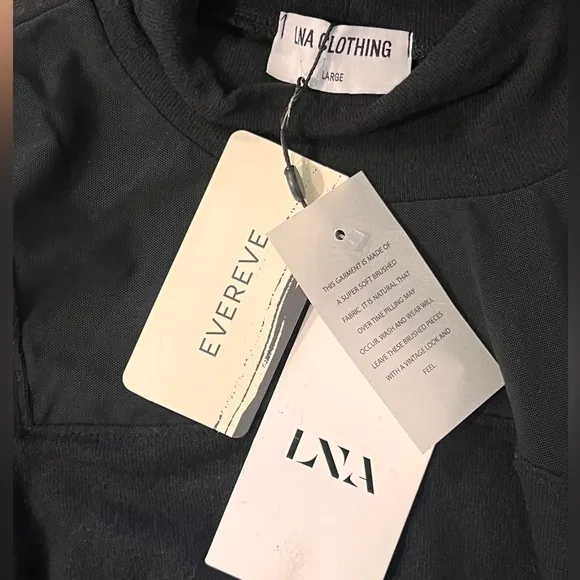 LNA CLOTHING
LARGE
EVEREVE
THIS GARMENT IS MADE OF
A SUPER SOFT BRUSHED
FABRIC. IT IS NATURAL THAT
OVER TIME PILLING MAY
OCCUR. WASH AND WEAR WILL
LEAVE THESE BRUSHED PIECES
WITH A VINTAGE LOOK AND
FEEL.
LNA